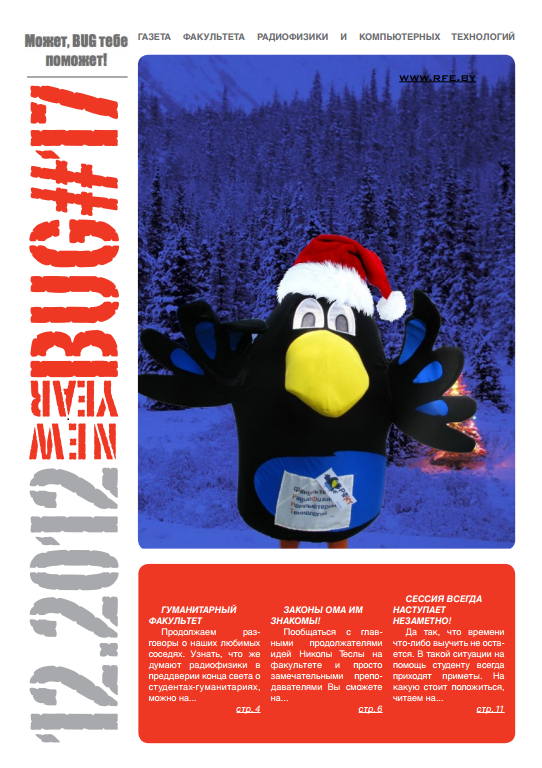 Может, BUG тебе
поможет!
ГАЗЕТА ФАКУЛЬТЕТА РАДИОФИЗИКИ И КОМПЬЮТЕРНЫХ ТЕХНОЛОГИЙ
WWW.RFE.BY
'12.2012
NEW
YEAR
BUG#'17
ГУМАНИТАРНЫЙ
ФАКУЛЬТЕТ
Продолжаем раз-
говоры о наших любимых
соседях. Узнать, что же
думают радиофизики в
преддверии конца света о
студентах-гуманитариях,
можно на...
стр. 4
ЗАКОНЫ ОМА ИМ
ЗНАКОМЫ!
Пообщаться с глав-
ными продолжателями
идей Николы Теслы на
факультете и просто
замечательными препо-
давателями Вы сможете
на...
стр. 6
СЕССИЯ ВСЕГДА
НАСТУПАЕТ
НЕЗАМЕТНО!
Да так, что времени
что-либо выучить не оста-
ется. В такой ситуации на
помощь студенту всегда
приходят приметы. На
какую стоит положиться,
читаем на...
стр. 11